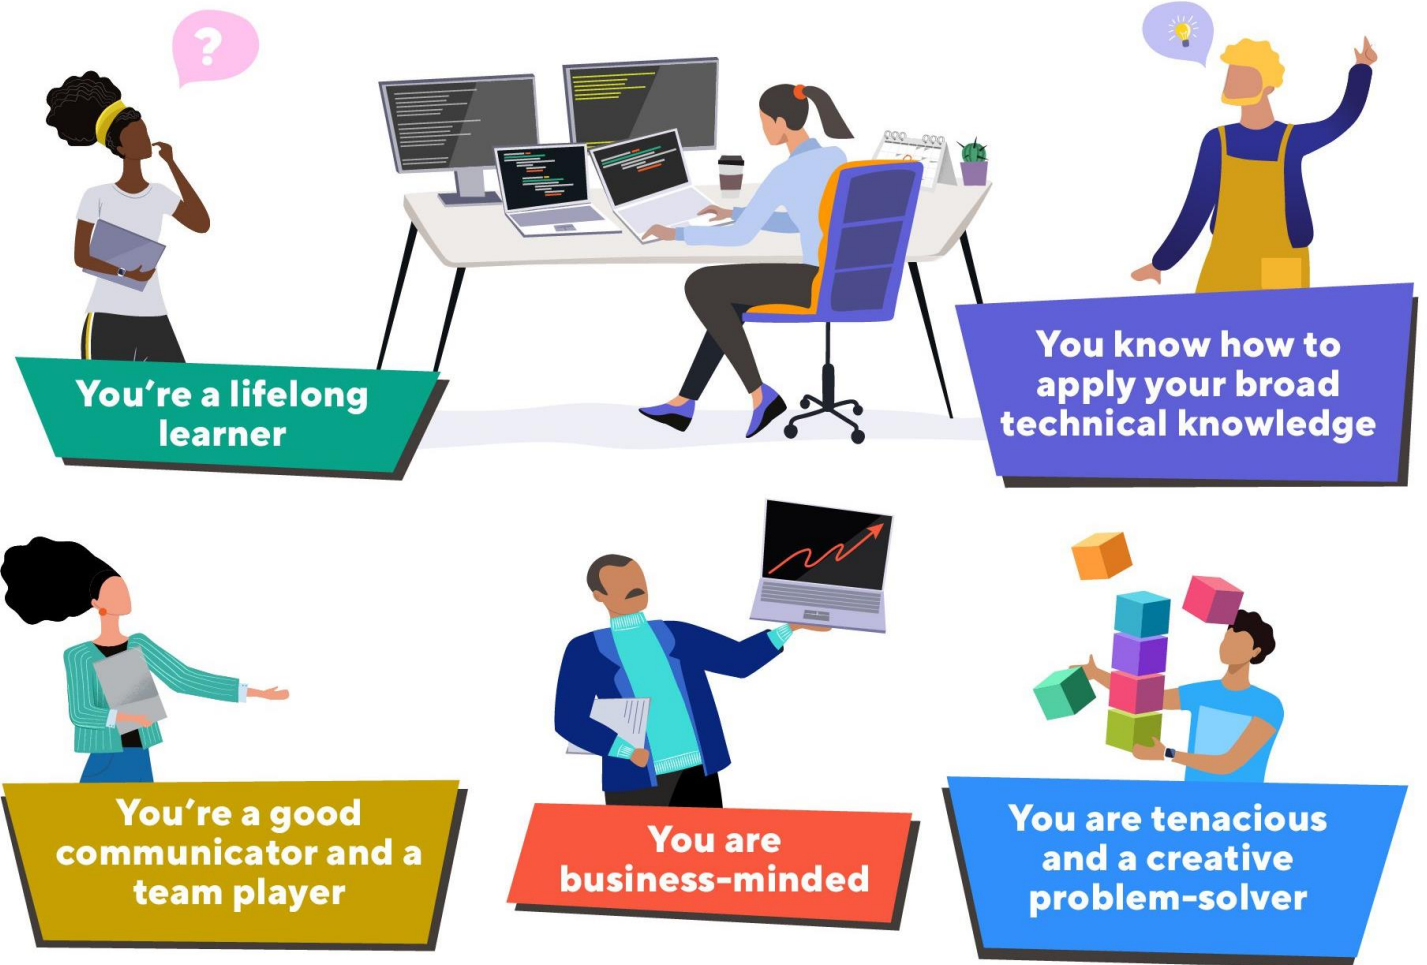 ?
You're a lifelong
learner
You know how to
apply your broad
technical knowledge
You're a good
communicator and a
team player
You are
business-minded
You are tenacious
and a creative
problem-solver